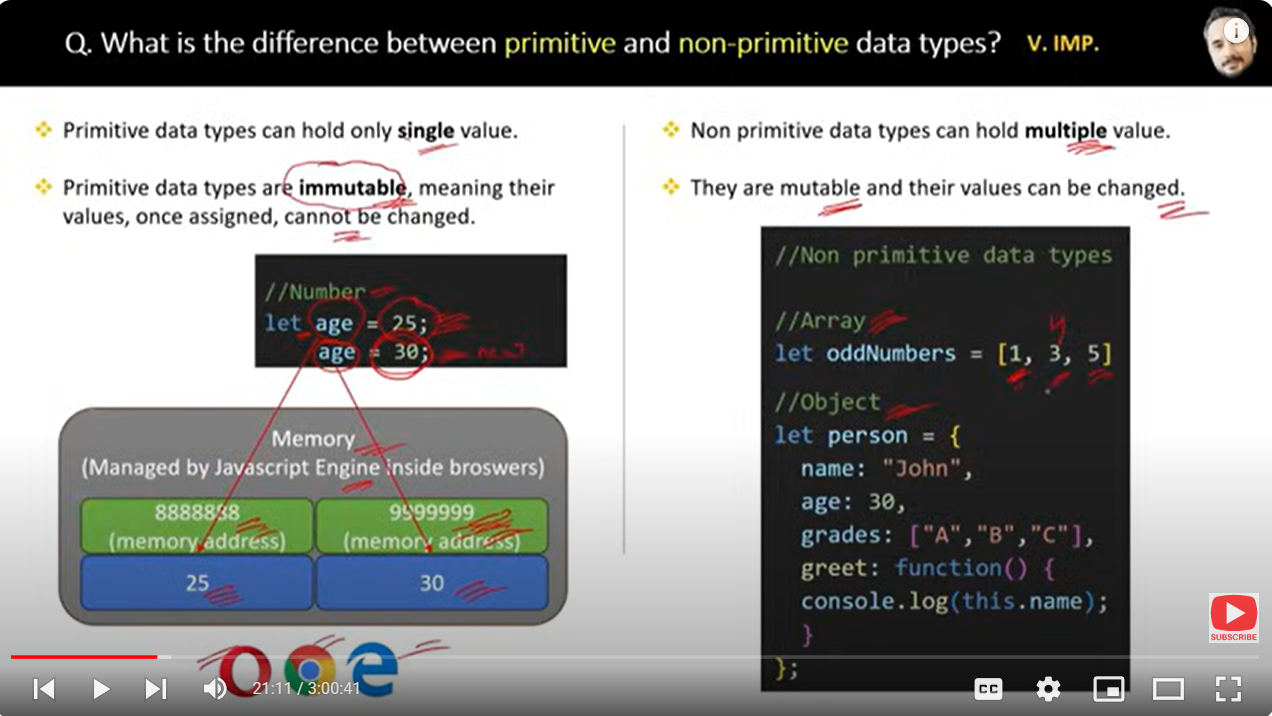 Q. What is the difference between primitive and non-primitive data types? V. IMP.
Primitive data types can hold only single value.
Primitive data types are immutable, meaning their
values, once assigned, cannot be changed.
//Number
let age = 25;
age = 30;
new
Memory
(Managed by Javascript Engine inside broswers)
8888888
(memory address)
9599999
(memory address)
25
30
Non primitive data types can hold multiple value.
They are mutable and their values can be changed.
//Non primitive data types
//Array
4
let oddNumbers = [1, 3, 5]
//Object
let person = {
name: "John",
age: 30,
grades: ["A","B","C"],
greet: function() {
console.log(this.name);
}
};
SUBSCRIBE
21:11 / 3:00:41
CC